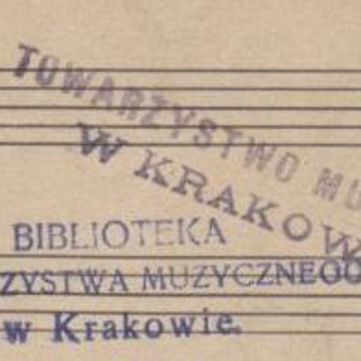 TOWARZYSTWO MU
W KRAKOW
BIBLIOTEKA
ZYSTWA MUZYCZNEGO
w Krakowie.